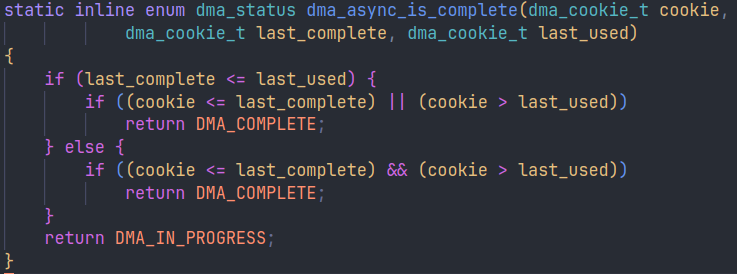 static inline enum dma_status dma_async_is_complete(dma_cookie_t cookie,
            dma_cookie_t last_complete, dma_cookie_t last_used)
{
    if (last_complete <= last_used) {
        if ((cookie <= last_complete) || (cookie > last_used))
            return DMA_COMPLETE;
    } else {
        if ((cookie <= last_complete) && (cookie > last_used))
            return DMA_COMPLETE;
    }
    return DMA_IN_PROGRESS;
}